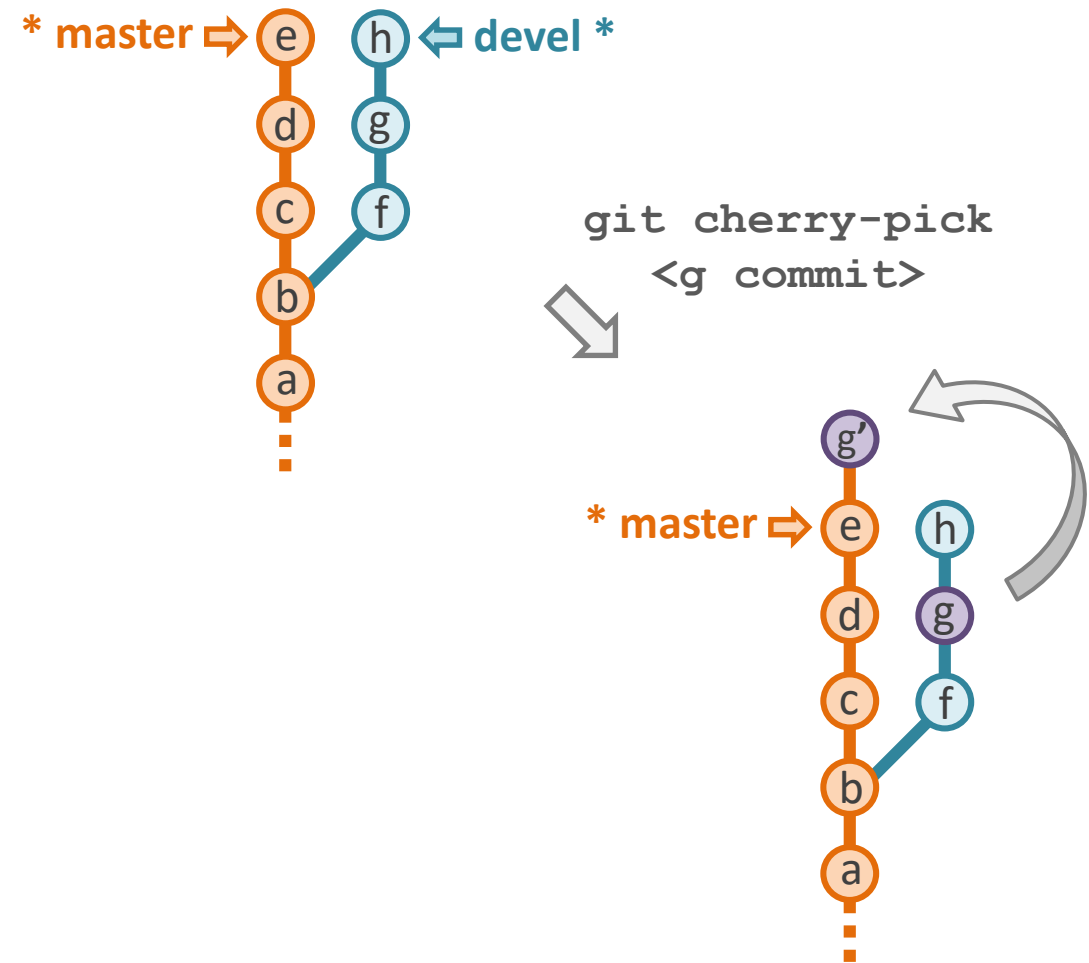 * master e h devel *
d g
c f
b
a
git cherry-pick
<g commit>
g’
* master e h
d g
c f
b
a